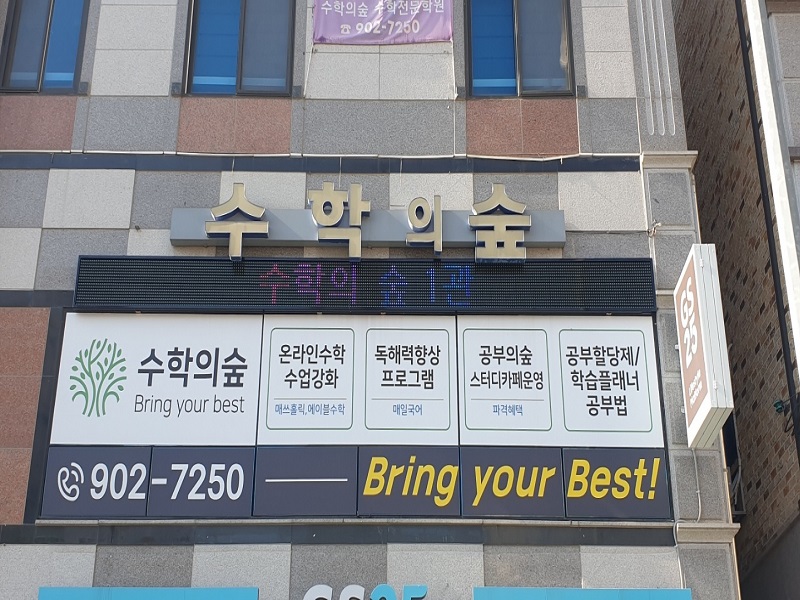 수학의숲 수학전문학원
☎ 902-7250
수학의숲
수학의 숲 1관
수학의숲
Bring your best
온라인수학
수업강화
매쓰홀릭, 에이블수학
독해력향상
프로그램
매일국어
공부의숲
스터디카페운영
파격혜택
공부할당제/
학습플래너
공부법
902-7250
Bring your Best!
GS25
GS25